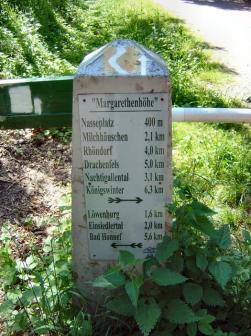 "Margarethenhöhe"
Nasseplatz 400 m
Milchhäuschen 2,1 km
Rhöndorf 4,0 km
Drachenfels 5,0 km
Nachtigallental 3,1 km
Königswinter 6,3 km
Löwenburg 1,6 km
Einsiedlertal 2,0 km
Bad Honnef 5,6 km